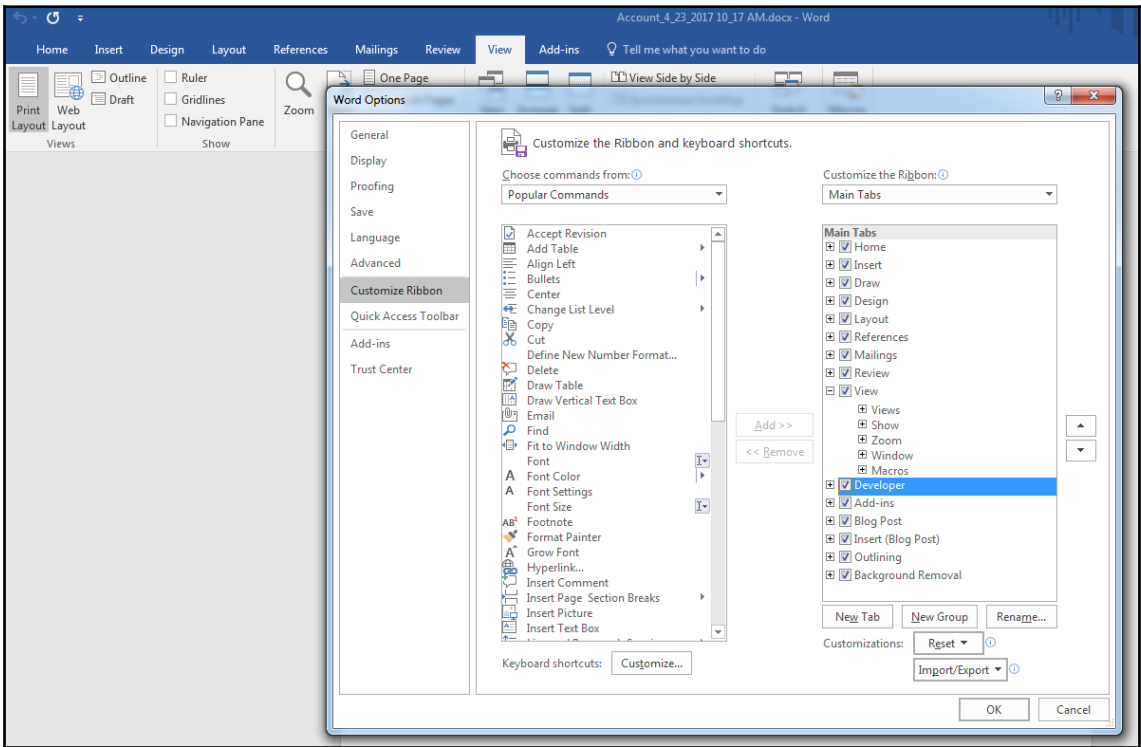 Account_4_23_2017 10_17 AM.docx - Word
Home Insert Design Layout References Mailings Review View Add-ins Tell me what you want to do
Print Layout
Web Layout
Outline
Draft
Views
Ruler
Gridlines
Navigation Pane
Show
Zoom
One Page
View Side by Side
Word Options
General
Display
Proofing
Save
Language
Advanced
Customize Ribbon
Quick Access Toolbar
Add-ins
Trust Center
Customize the Ribbon and keyboard shortcuts.
Choose commands from:
Popular Commands
Accept Revision
Add Table
Align Left
Bullets
Center
Change List Level
Copy
Cut
Define New Number Format...
Delete
Draw Table
Draw Vertical Text Box
Email
Find
Fit to Window Width
Font
Font Color
Font Settings
Font Size
Footnote
Format Painter
Grow Font
Hyperlink...
Insert Comment
Insert Page Section Breaks
Insert Picture
Insert Text Box
Keyboard shortcuts: Customize...
Add >>
<< Remove
Customize the Ribbon:
Main Tabs
Main Tabs
Home
Insert
Draw
Design
Layout
References
Mailings
Review
View
Views
Show
Zoom
Window
Macros
Developer
Add-ins
Blog Post
Insert (Blog Post)
Outlining
Background Removal
New Tab New Group Rename...
Customizations: Reset
Import/Export
OK Cancel